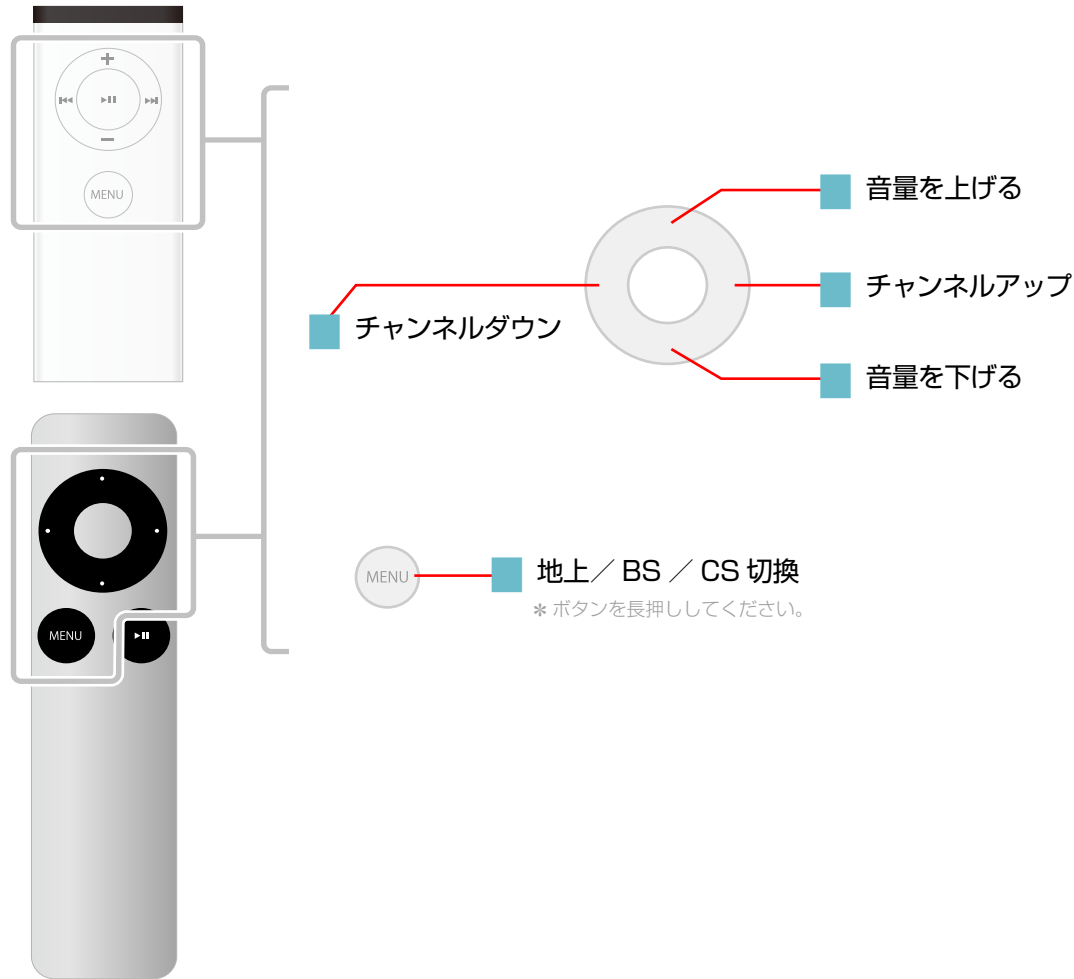 MENU
音量を上げる
チャンネルアップ
チャンネルダウン
音量を下げる
MENU
地上／BS／CS 切換
＊ボタンを長押ししてください。
MENU